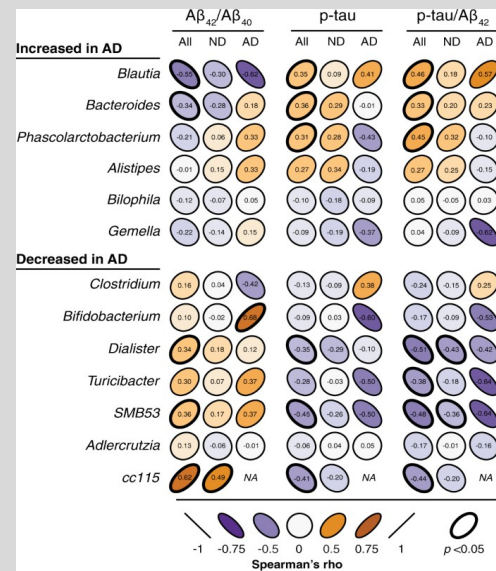 Aβ42/Aβ40 p-tau p-tau/Aβ42
All ND AD All ND AD All ND AD
Increased in AD
Blautia -0.55 -0.30 -0.62 0.35 0.09 0.41 0.46 0.18 0.57
Bacteroides -0.34 -0.28 0.18 0.36 0.29 -0.01 0.33 0.20 0.23
Phascolarctobacterium -0.21 0.06 0.33 0.31 0.28 -0.43 0.45 0.32 -0.10
Alistipes -0.01 0.15 0.33 0.27 0.34 -0.19 0.27 0.25 -0.15
Bilophila -0.12 -0.07 0.05 -0.10 -0.18 -0.09 0.05 -0.05 0.03
Gemella -0.22 -0.14 0.15 -0.09 -0.19 -0.37 0.04 -0.09 -0.62
Decreased in AD
Clostridium 0.16 0.04 -0.42 -0.13 -0.09 0.38 -0.24 -0.15 0.25
Bifidobacterium 0.10 -0.02 0.68 -0.09 0.03 -0.60 -0.17 -0.09 -0.53
Dialister 0.34 0.18 0.12 -0.35 -0.29 -0.10 -0.51 -0.43 -0.42
Turicibacter 0.30 0.07 0.37 -0.28 -0.03 -0.50 -0.38 -0.18 -0.64
SMB53 0.36 0.17 0.37 -0.45 -0.26 -0.50 -0.48 -0.36 -0.64
Adlercrutzia 0.13 -0.06 -0.01 -0.06 0.04 0.05 -0.17 -0.01 -0.16
cc115 0.62 0.49 NA -0.41 -0.20 NA -0.44 -0.20 NA
-1 -0.75 -0.5 0 0.5 0.75 1 p <0.05
Spearman's rho